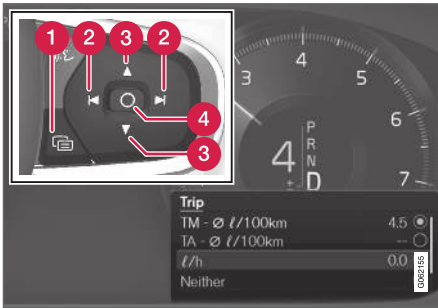 1
2
3
2
4
3
3
4
5
6
7
P
R
N
D
4
±
Trip
TM - Ø ℓ/100km 4.5
TA - Ø ℓ/100km --
ℓ/h 0.0
Neither
G062155